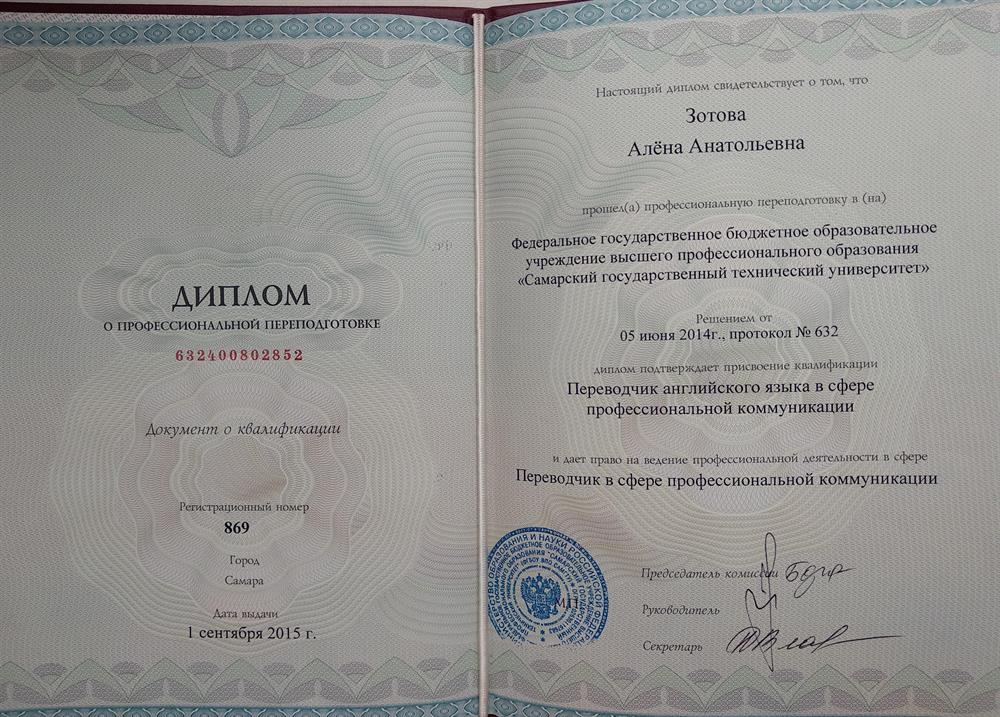 ДИПЛОМ
О ПРОФЕССИОНАЛЬНОЙ ПЕРЕПОДГОТОВКЕ
632400802852
Документ о квалификации
Регистрационный номер
869
Город
Самара
Дата выдачи
1 сентября 2015 г.
Настоящий диплом свидетельствует о том, что
Зотова
Алёна Анатольевна
прошел(а) профессиональную переподготовку в (на)
Федеральное государственное бюджетное образовательное
учреждение высшего профессионального образования
«Самарский государственный технический университет»
Решением от
05 июня 2014г., протокол № 632
диплом подтверждает присвоение квалификации
Переводчик английского языка в сфере
профессиональной коммуникации
и дает право на ведение профессиональной деятельности в сфере
Переводчик в сфере профессиональной коммуникации
Председатель комиссии
Руководитель
Секретарь
М.П.